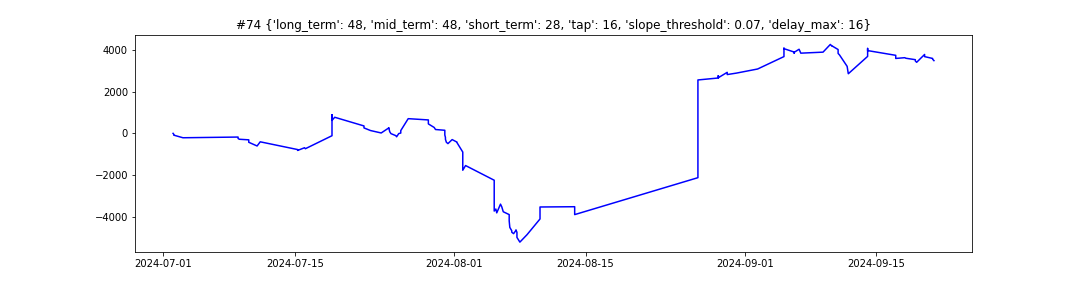 #74 {'long_term': 48, 'mid_term': 48, 'short_term': 28, 'tap': 16, 'slope_threshold': 0.07, 'delay_max': 16}
4000
2000
0
−2000
−4000
2024-07-01 2024-07-15 2024-08-01 2024-08-15 2024-09-01 2024-09-15